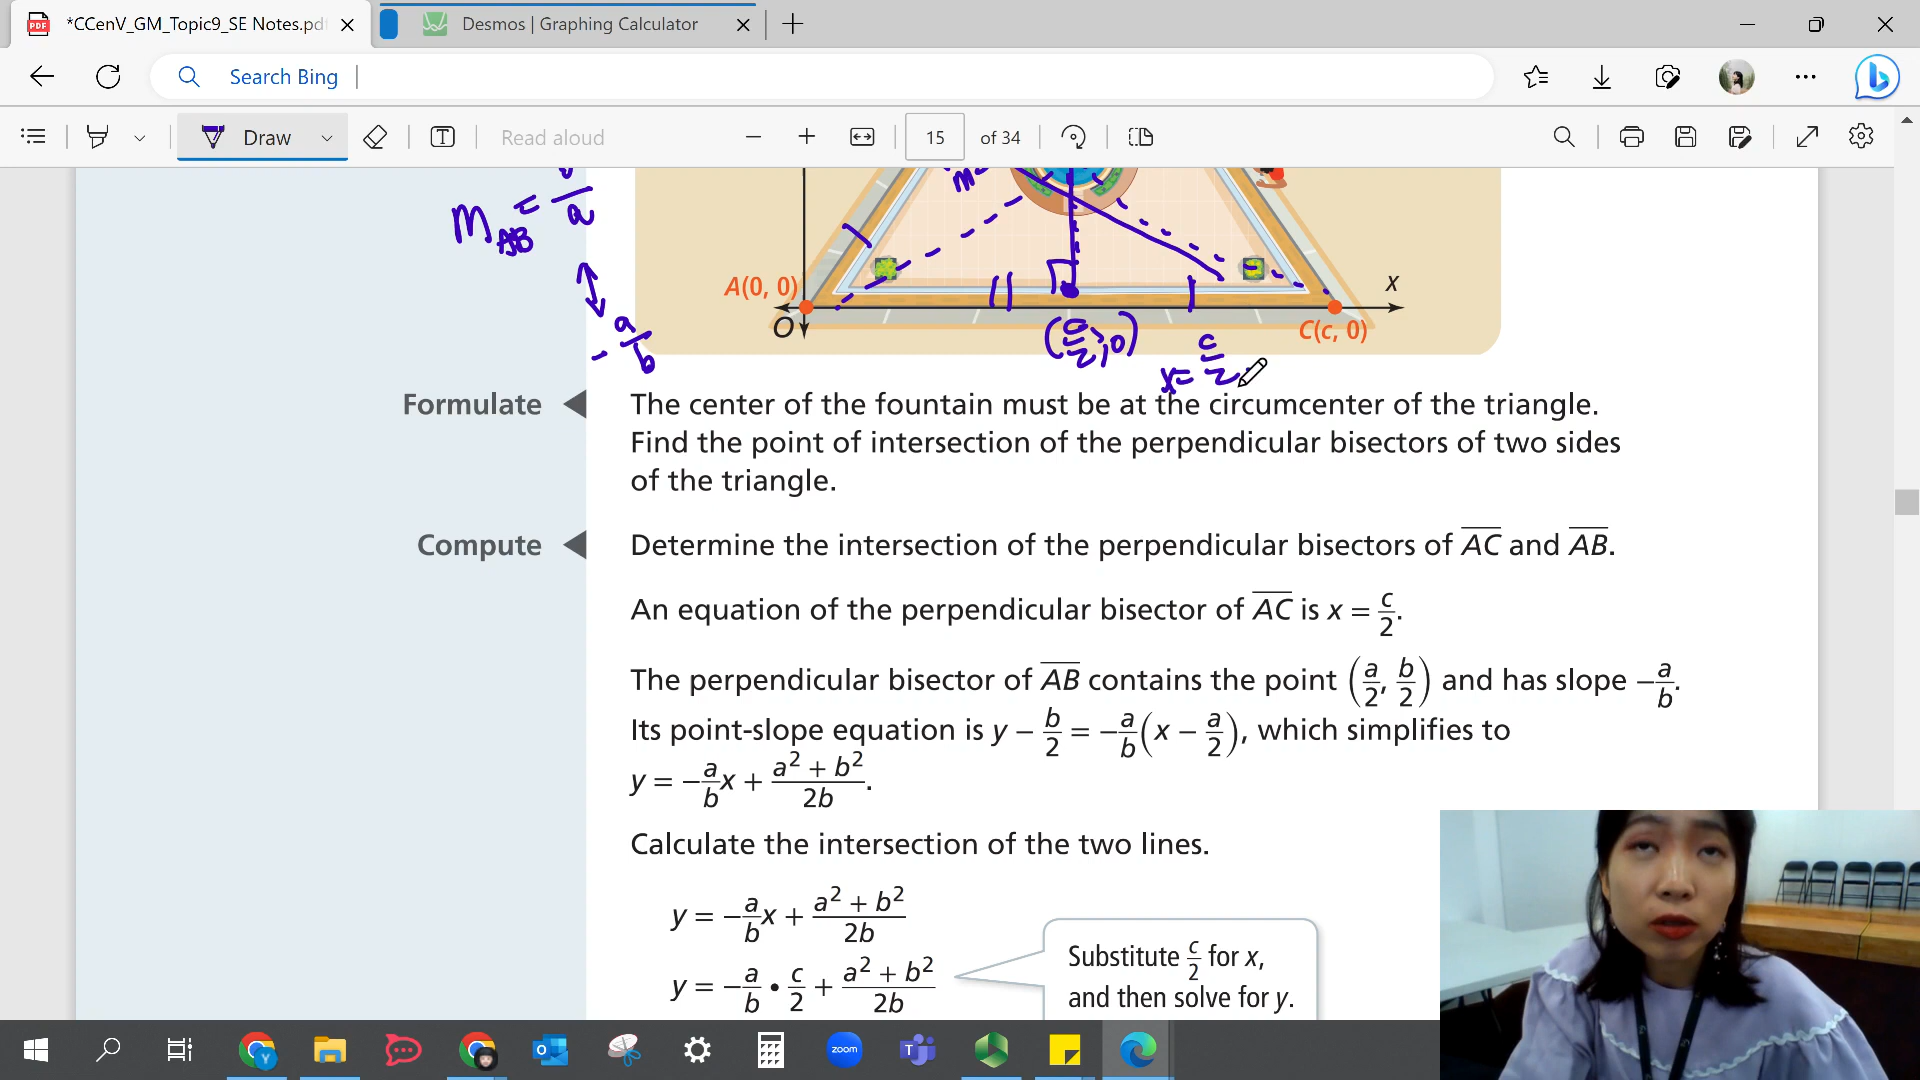 *CCenV_GM_Topic9_SE Notes.pdf
Desmos | Graphing Calculator
Search Bing
Draw
Read aloud
15 of 34
m_AB = /a
A(0, 0)
O
x
C(c, 0)
(c/2, 0)
x = c/2
-a/b
Formulate
The center of the fountain must be at the circumcenter of the triangle.
Find the point of intersection of the perpendicular bisectors of two sides
of the triangle.
Compute
Determine the intersection of the perpendicular bisectors of AC and AB.
An equation of the perpendicular bisector of AC is x = c/2.
The perpendicular bisector of AB contains the point (a/2, b/2) and has slope −a/b.
Its point-slope equation is y − b/2 = −a/b(x − a/2), which simplifies to
y = −a/b x + (a² + b²)/2b.
Calculate the intersection of the two lines.
y = −a/b x + (a² + b²)/2b
y = −a/b • c/2 + (a² + b²)/2b
Substitute c/2 for x,
and then solve for y.
zoom